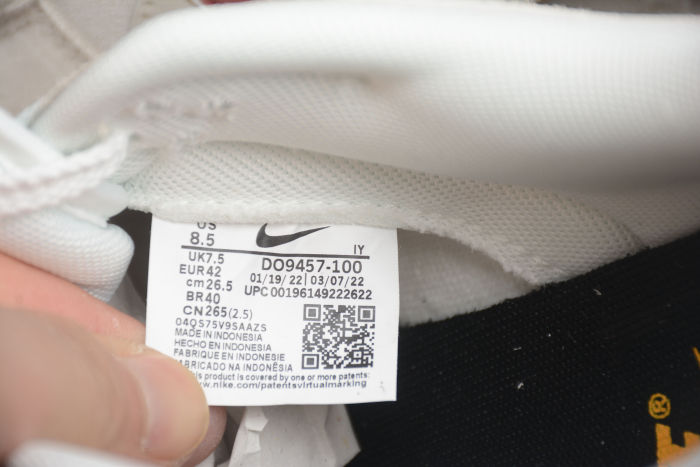 US
8.5
IY
UK7.5
DO9457-100
EUR42
01/19/22 | 03/07/22
cm26.5
UPC00196149222622
BR40
CN265(2.5)
04QS75V9SAAZS
MADE IN INDONESIA
HECHO EN INDONESIA
FABRIQUE EN INDONESIE
FABRICADO NA INDONÊSIA
This product is covered by one or more patents:
www.nike.com/patentsvirtualmarking
®